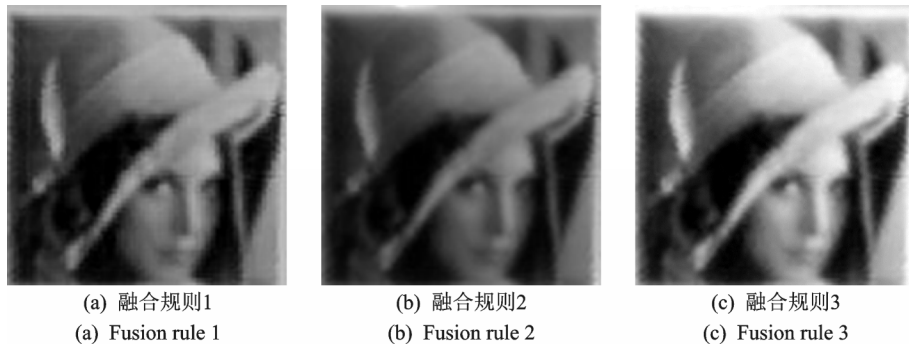 (a) 融合规则1
(b) 融合规则2
(c) 融合规则3
(a) Fusion rule 1
(b) Fusion rule 2
(c) Fusion rule 3